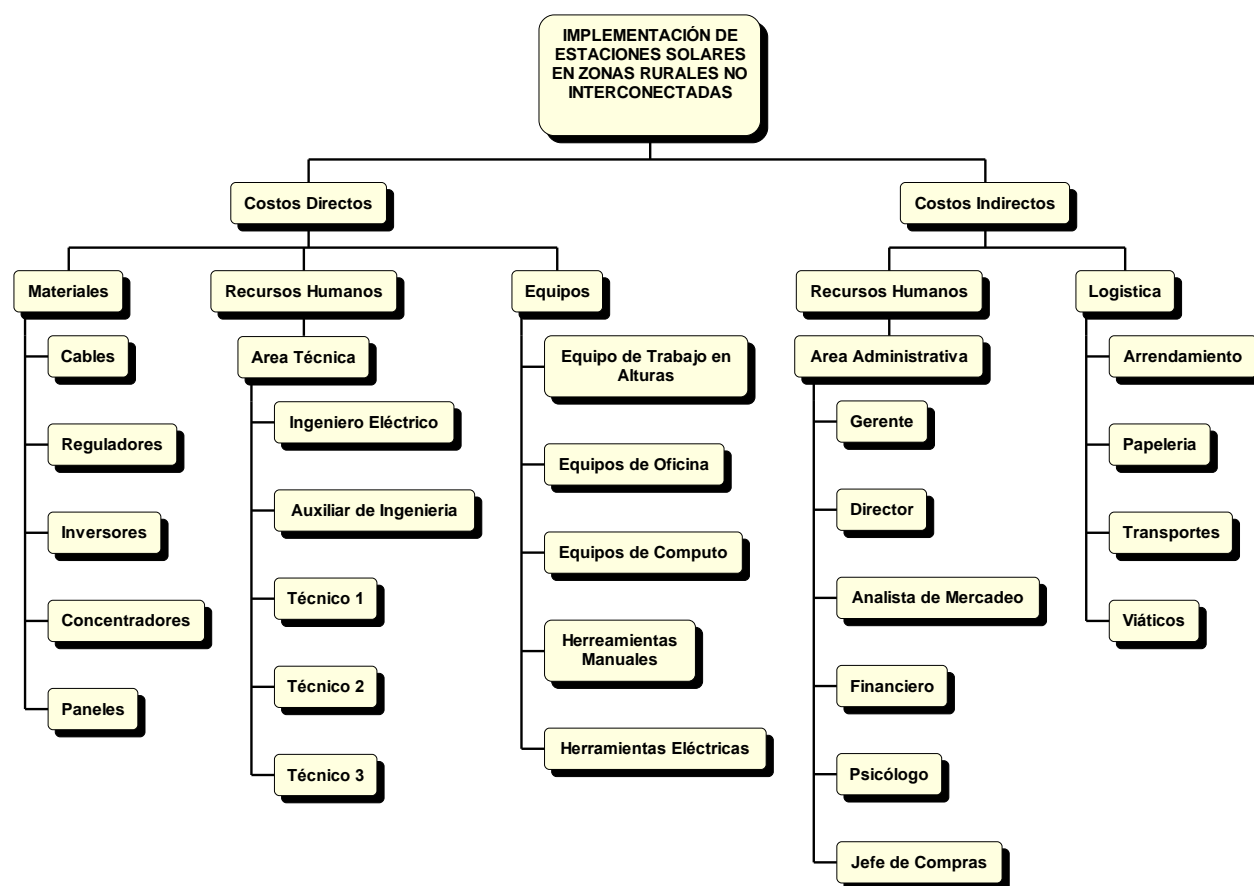 IMPLEMENTACIÓN DE
ESTACIONES SOLARES
EN ZONAS RURALES NO
INTERCONECTADAS
Costos Directos
Costos Indirectos
Materiales
Recursos Humanos
Equipos
Recursos Humanos
Logistica
Cables
Reguladores
Inversores
Concentradores
Paneles
Area Técnica
Ingeniero Eléctrico
Auxiliar de Ingenieria
Técnico 1
Técnico 2
Técnico 3
Equipo de Trabajo en
Alturas
Equipos de Oficina
Equipos de Computo
Herreamientas
Manuales
Herramientas Eléctricas
Area Administrativa
Gerente
Director
Analista de Mercadeo
Financiero
Psicólogo
Jefe de Compras
Arrendamiento
Papeleria
Transportes
Viáticos